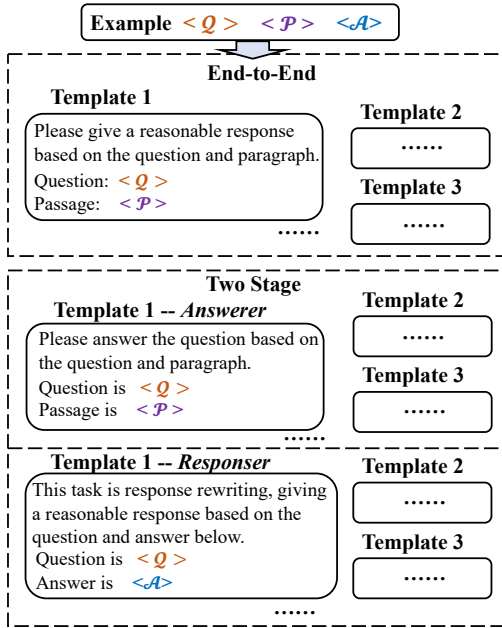 Example <Q> <P> <A>
End-to-End
Template 1
Please give a reasonable response
based on the question and paragraph.
Question: <Q>
Passage: <P>
Template 2
......
Template 3
......
......
Two Stage
Template 1 -- Answerer
Please answer the question based on
the question and paragraph.
Question is <Q>
Passage is <P>
Template 2
......
Template 3
......
......
Template 1 -- Responser
This task is response rewriting, giving
a reasonable response based on the
question and answer below.
Question is <Q>
Answer is <A>
Template 2
......
Template 3
......
......